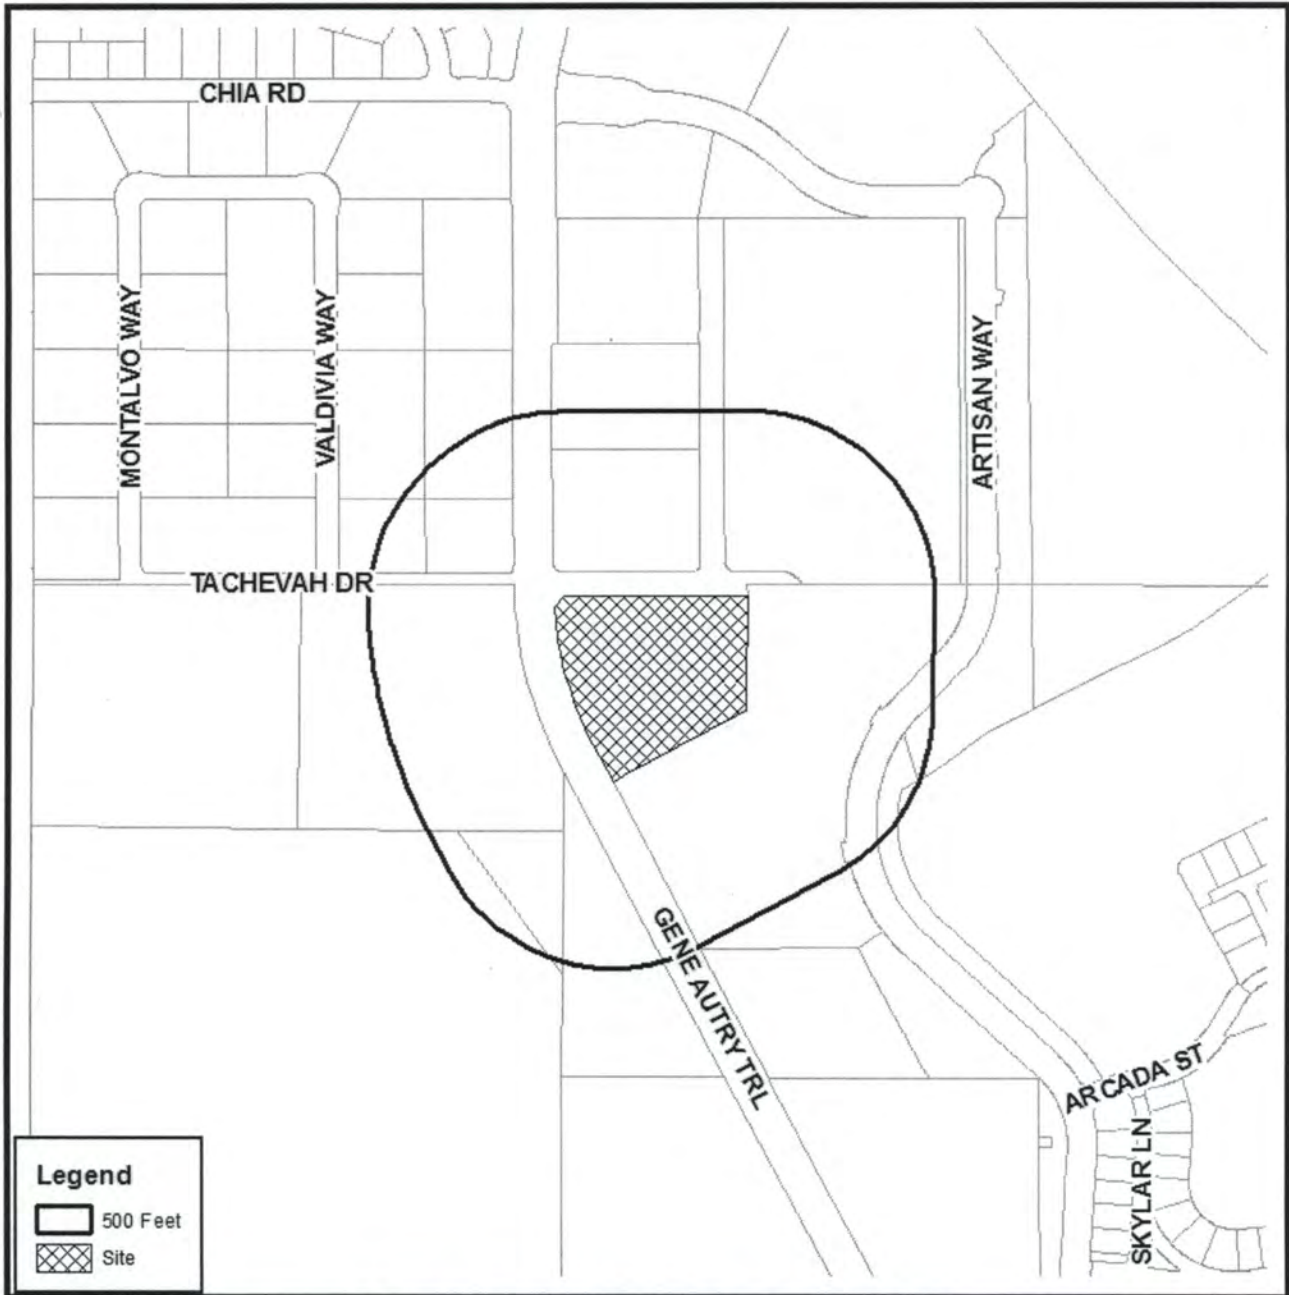 CHIA RD
MONTALVO WAY
VALDIVIA WAY
ARTISAN WAY
TACHEVAH DR
GENE AUTRY TRL
ARCADA ST
SKYLAR LN
Legend
500 Feet
Site